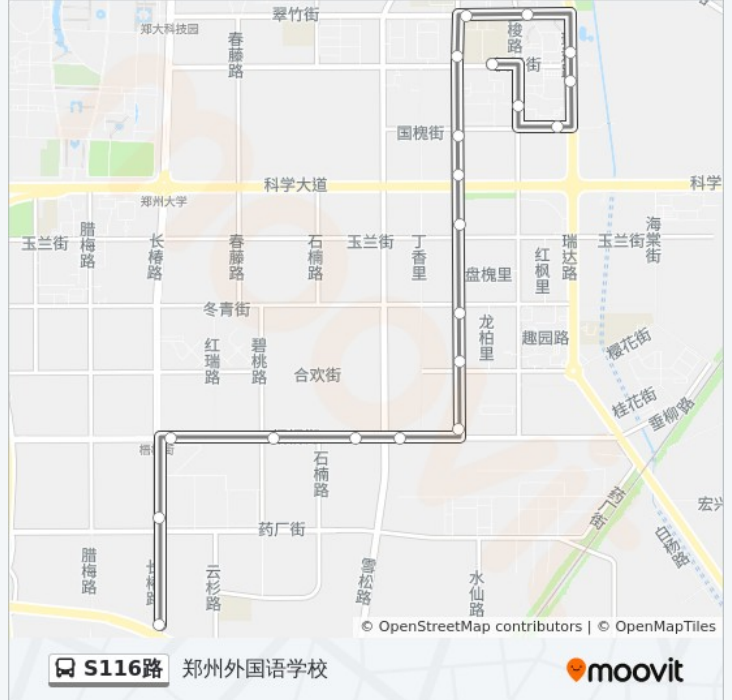 翠竹街
郑大科技园
梭路
春藤路
街
国槐街
科学大道
科学
郑州大学
腊梅路
玉兰街
长椿路
春藤路
石楠路
玉兰街
丁香里
红枫里
瑞达路
玉兰街
海棠街
盘槐里
冬青街
龙柏里
趣园路
樱花街
红瑞路
碧桃路
合欢街
桂花街
垂柳路
石楠路
药厂街
宏兴
药厂街
白杨路
腊梅路
云杉路
雪松路
水仙路
© OpenStreetMap contributors | © OpenMapTiles
S116路 郑州外国语学校
moovit